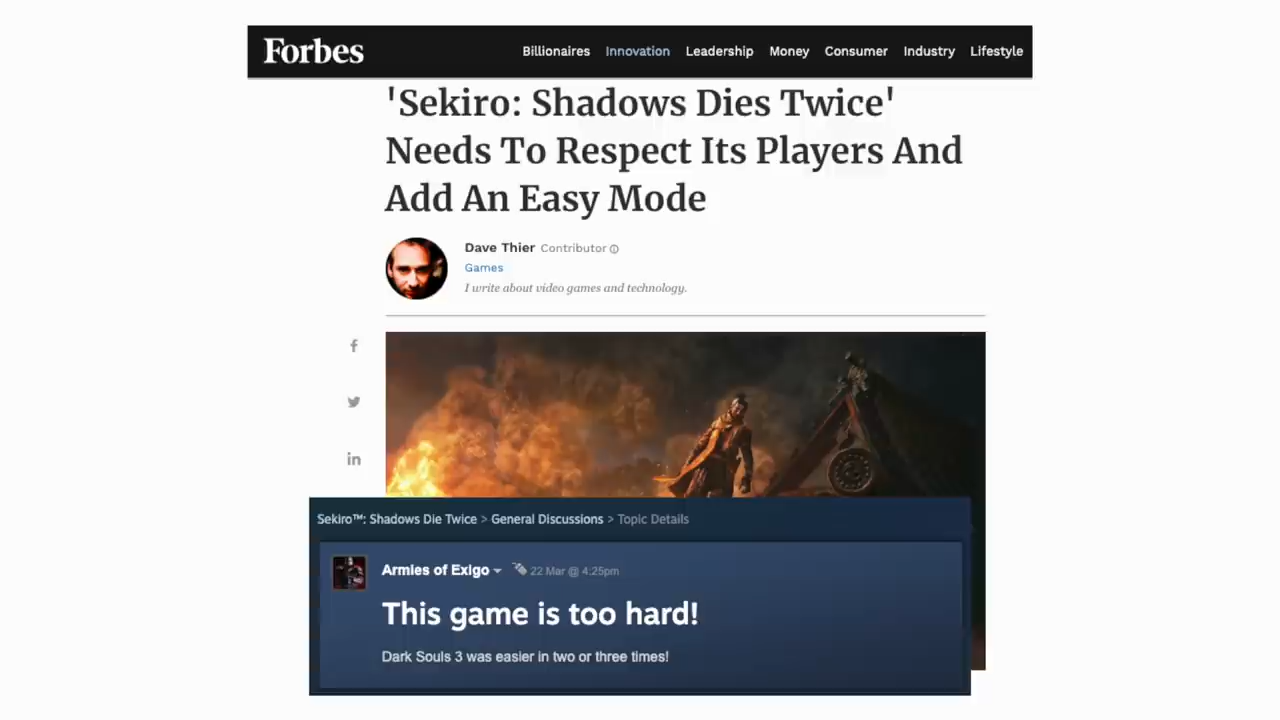 Forbes
Billionaires Innovation Leadership Money Consumer Industry Lifestyle
'Sekiro: Shadows Dies Twice'
Needs To Respect Its Players And
Add An Easy Mode
Dave Thier Contributor
Games
I write about video games and technology.
Sekiro™: Shadows Die Twice > General Discussions > Topic Details
Armies of Exigo 22 Mar @ 4:25pm
This game is too hard!
Dark Souls 3 was easier in two or three times!